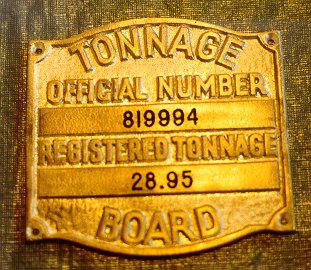 TONNAGE
OFFICIAL NUMBER
819994
REGISTERED TONNAGE
28.95
BOARD